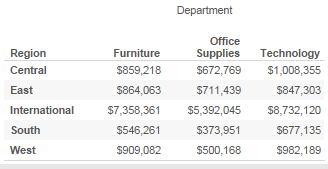 Department
Office
Region Furniture Supplies Technology
Central $859,218 $672,769 $1,008,355
East $864,063 $711,439 $847,303
International $7,358,361 $5,392,045 $8,732,120
South $546,261 $373,951 $677,135
West $909,082 $500,168 $982,189